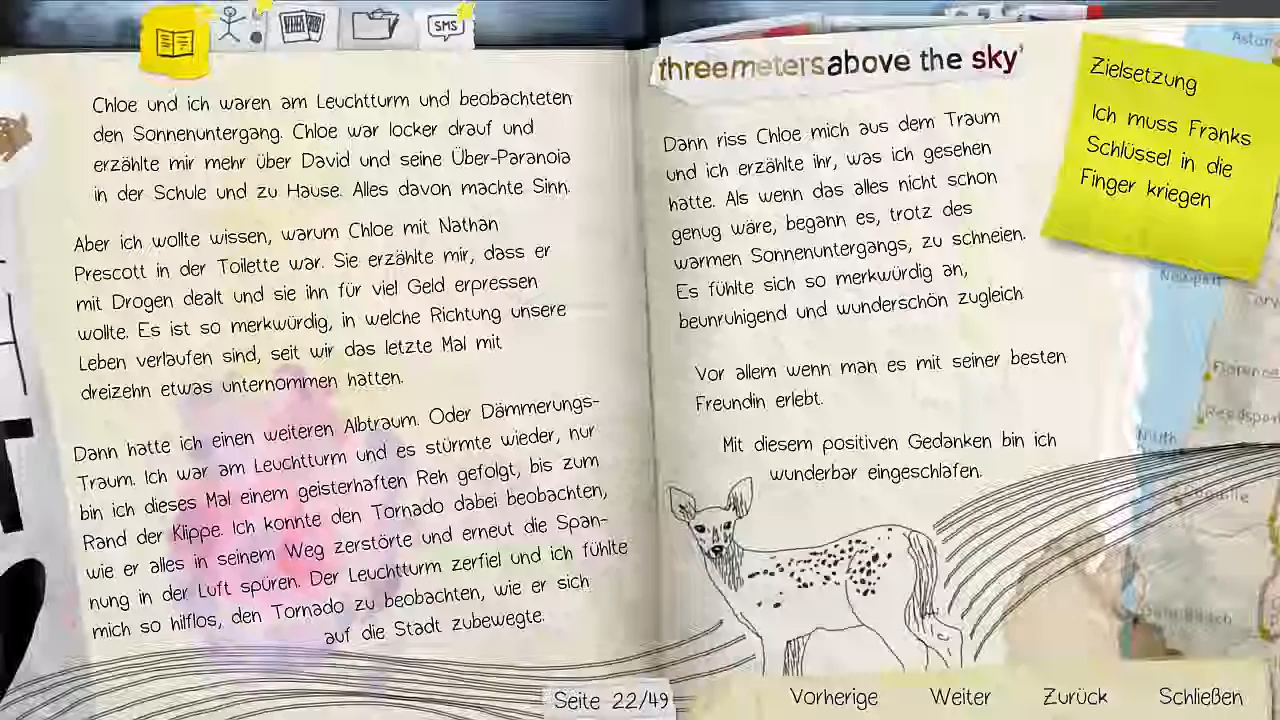 SMS
Chloe und ich waren am Leuchtturm und beobachteten
den Sonnenuntergang. Chloe war locker drauf und
erzählte mir mehr über David und seine Über-Paranoia
in der Schule und zu Hause. Alles davon machte Sinn.
Aber ich wollte wissen, warum Chloe mit Nathan
Prescott in der Toilette war. Sie erzählte mir, dass er
mit Drogen dealt und sie ihn für viel Geld erpressen
wollte. Es ist so merkwürdig, in welche Richtung unsere
Leben verlaufen sind, seit wir das letzte Mal mit
dreizehn etwas unternommen hatten.
Dann hatte ich einen weiteren Albtraum. Oder Dämmerungs-
Traum. Ich war am Leuchtturm und es stürmte wieder, nur
bin ich dieses Mal einem geisterhaften Reh gefolgt, bis zum
Rand der Klippe. Ich konnte den Tornado dabei beobachten,
wie er alles in seinem Weg zerstörte und erneut die Span-
nung in der Luft spüren. Der Leuchtturm zerfiel und ich fühlte
mich so hilflos, den Tornado zu beobachten, wie er sich
auf die Stadt zubewegte.
threemetersabove the sky'
Dann riss Chloe mich aus dem Traum
und ich erzählte ihr, was ich gesehen
hatte. Als wenn das alles nicht schon
genug wäre, begann es, trotz des
warmen Sonnenuntergangs, zu schneien.
Es fühlte sich so merkwürdig an,
beunruhigend und wunderschön zugleich
Vor allem wenn man es mit seiner besten
Freundin erlebt.
Mit diesem positiven Gedanken bin ich
wunderbar eingeschlafen.
Zielsetzung
Ich muss Franks
Schlüssel in die
Finger kriegen
Seite 22/49
Vorherige
Weiter
Zurück
Schließen